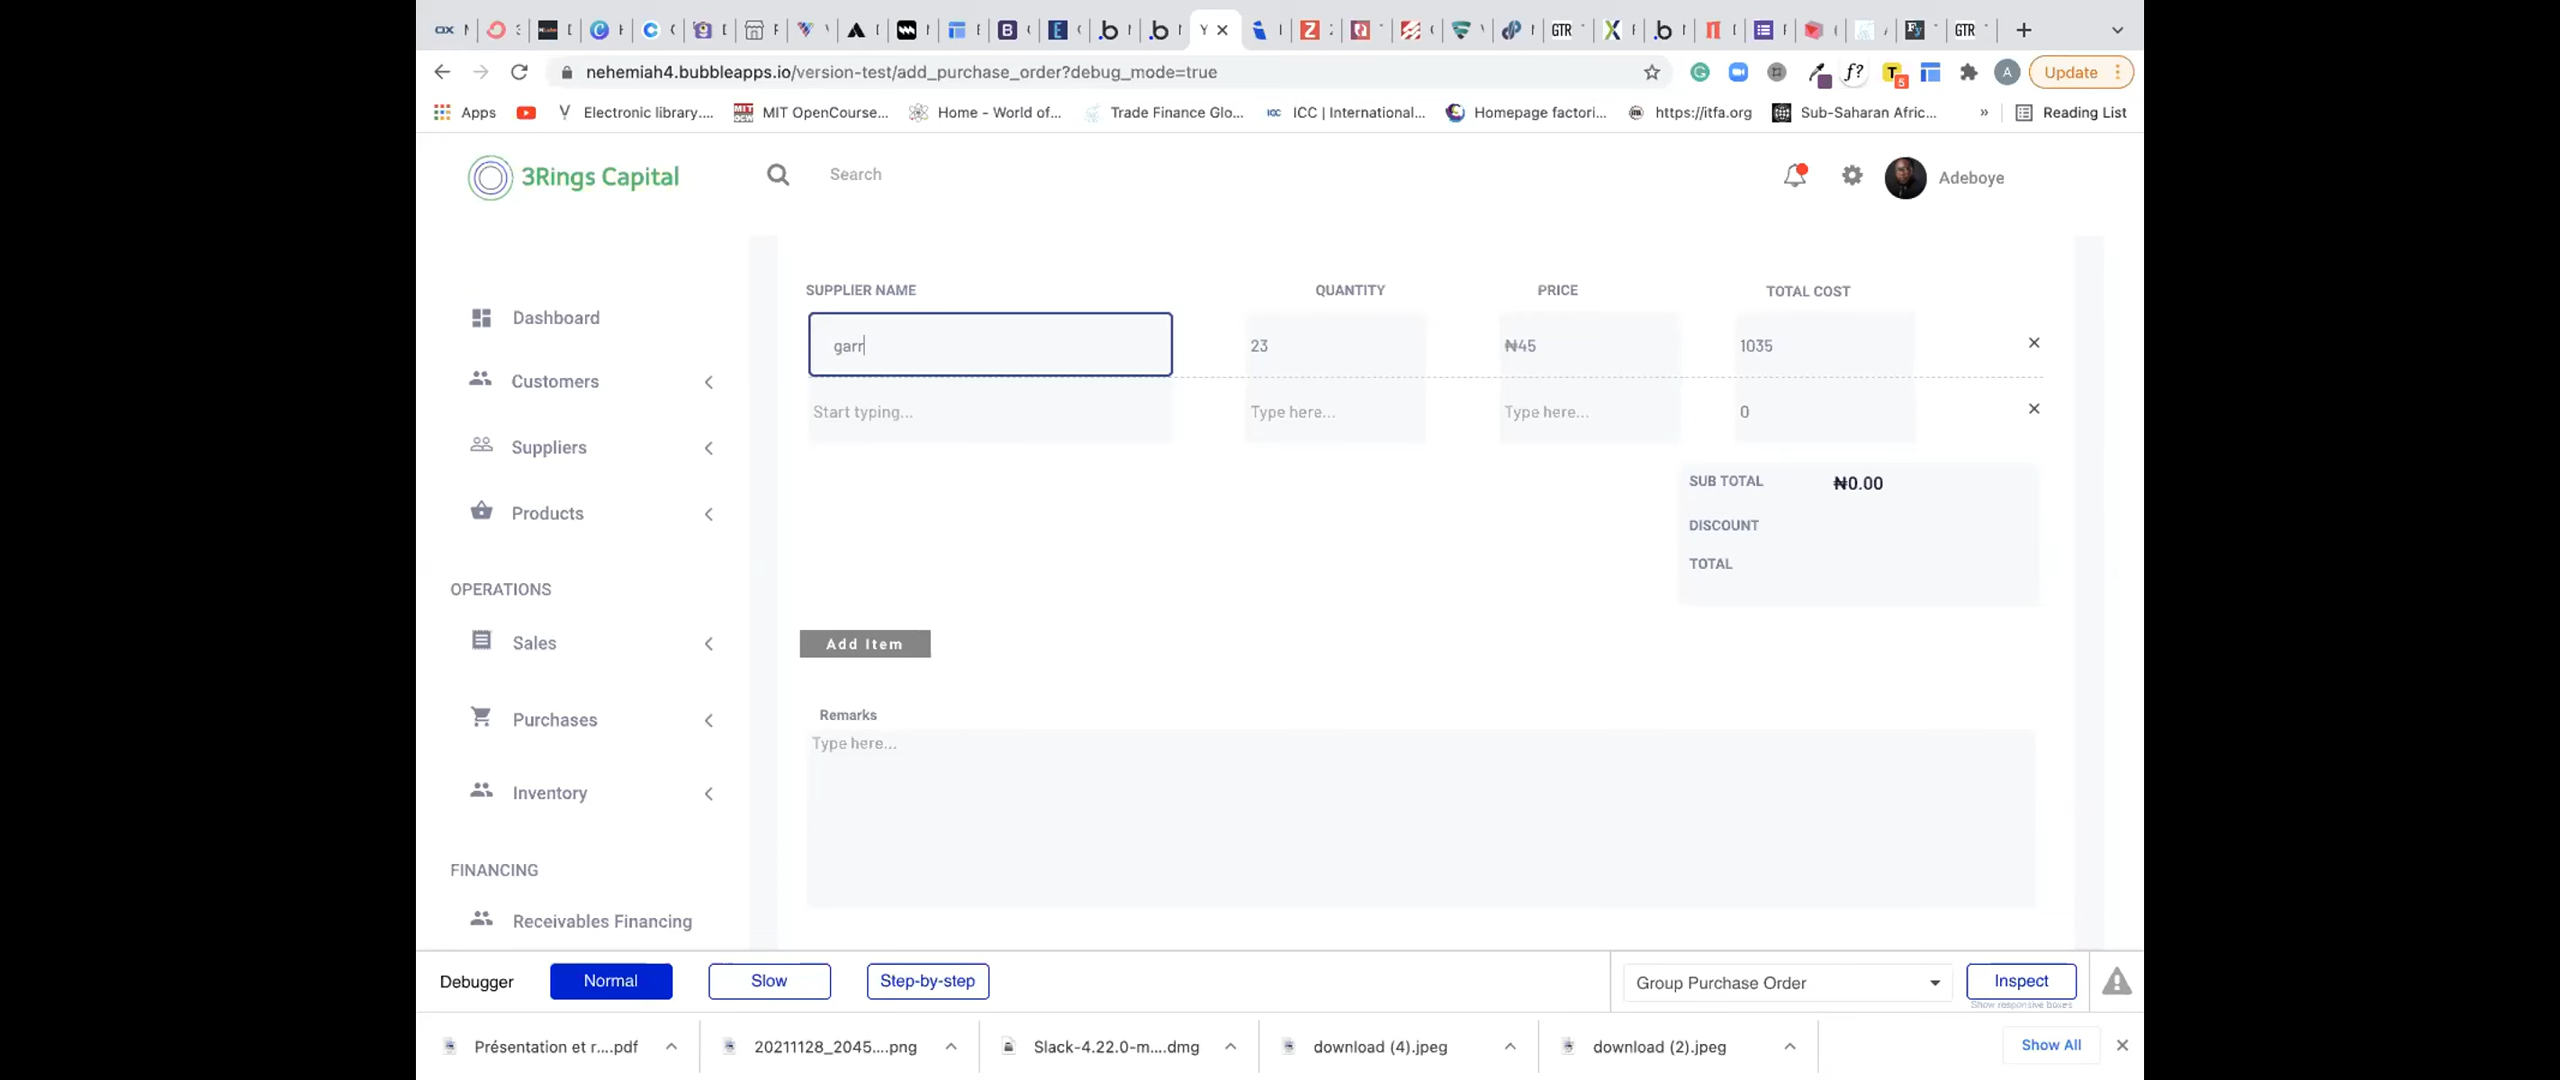 nehemiah4.bubbleapps.io/version-test/add_purchase_order?debug_mode=true
Update
Apps
Electronic library....
MIT OpenCourse...
Home - World of...
Trade Finance Glo...
ICC | International...
Homepage factori...
https://itfa.org
Sub-Saharan Afric...
»
Reading List
3Rings Capital
Search
Adeboye
Dashboard
Customers
Suppliers
Products
OPERATIONS
Sales
Purchases
Inventory
FINANCING
Receivables Financing
SUPPLIER NAME QUANTITY PRICE TOTAL COST
garr 23 ₦45 1035
Start typing... Type here... Type here... 0
SUB TOTAL ₦0.00
DISCOUNT
TOTAL
Add Item
Remarks
Type here...
Debugger Normal Slow Step-by-step Group Purchase Order Inspect
Show responsive boxes
Présentation et r....pdf 20211128_2045....png Slack-4.22.0-m....dmg download (4).jpeg download (2).jpeg Show All